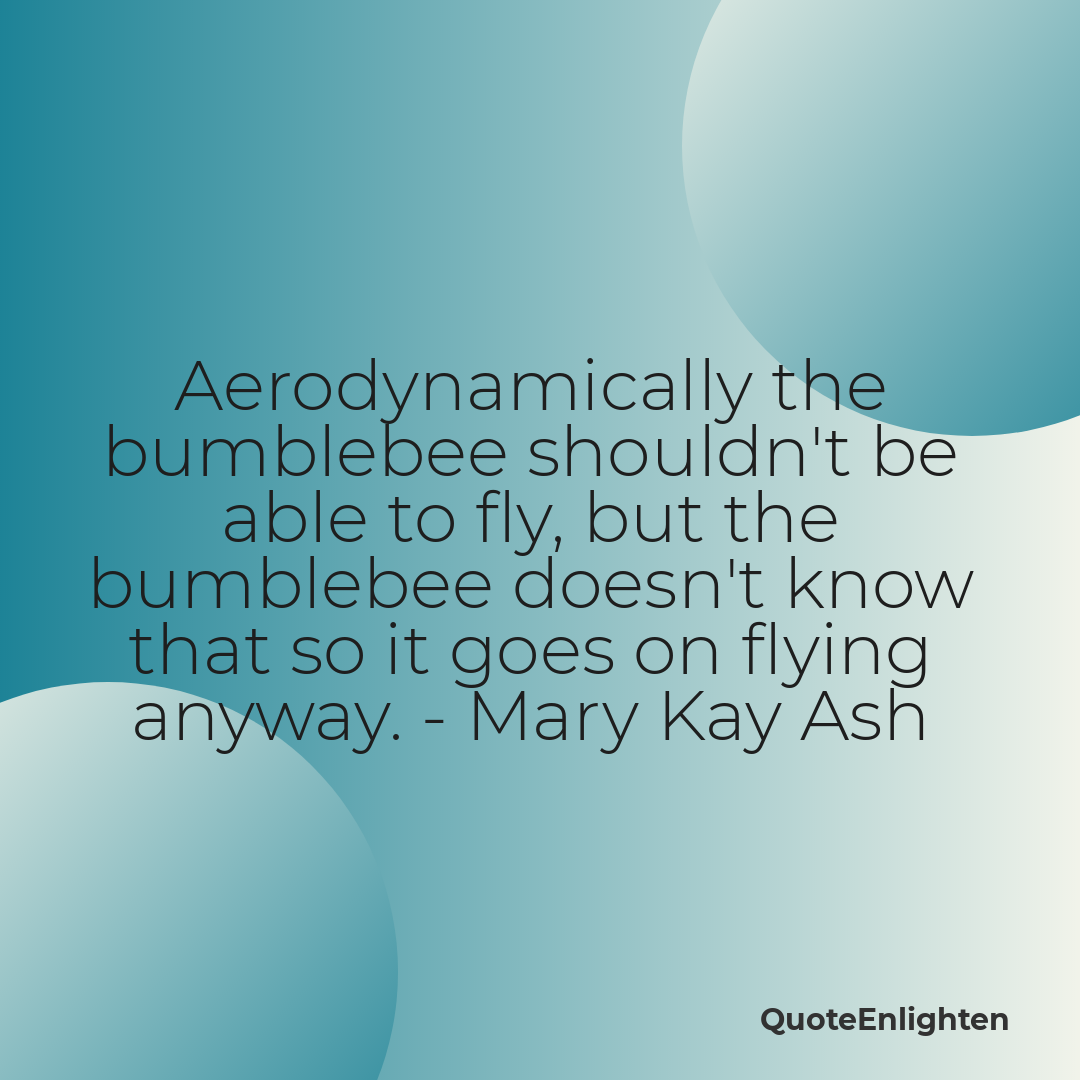 Aerodynamically the
bumblebee shouldn't be
able to fly, but the
bumblebee doesn't know
that so it goes on flying
anyway. - Mary Kay Ash
QuoteEnlighten